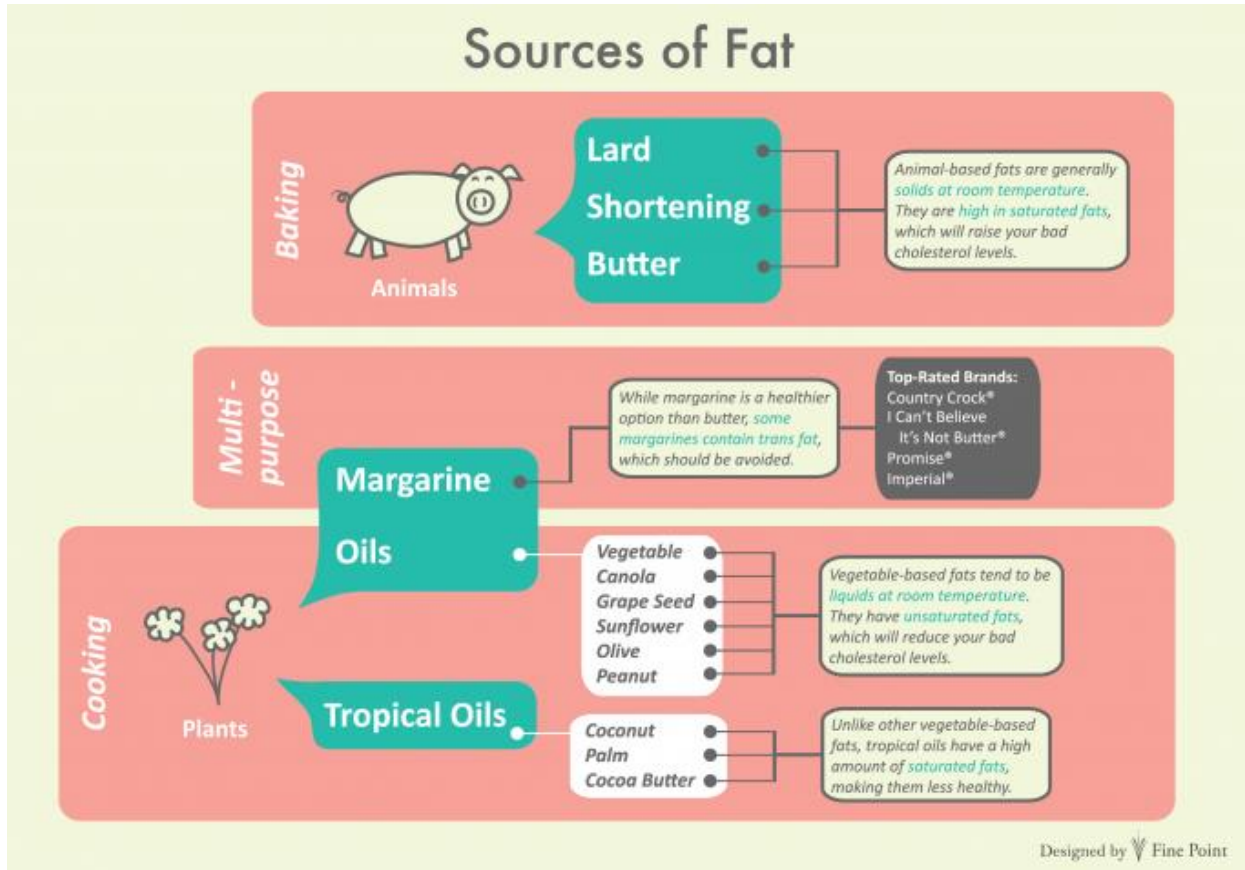 Sources of Fat
Baking
Animals
Lard
Shortening
Butter
Animal-based fats are generally
solids at room temperature.
They are high in saturated fats,
which will raise your bad
cholesterol levels.
Multi -
purpose
Margarine
While margarine is a healthier
option than butter, some
margarines contain trans fat,
which should be avoided.
Top-Rated Brands:
Country Crock®
I Can't Believe
It's Not Butter®
Promise®
Imperial®
Cooking
Plants
Oils
Vegetable
Canola
Grape Seed
Sunflower
Olive
Peanut
Vegetable-based fats tend to be
liquids at room temperature.
They have unsaturated fats,
which will reduce your bad
cholesterol levels.
Tropical Oils
Coconut
Palm
Cocoa Butter
Unlike other vegetable-based
fats, tropical oils have a high
amount of saturated fats,
making them less healthy.
Designed by Fine Point